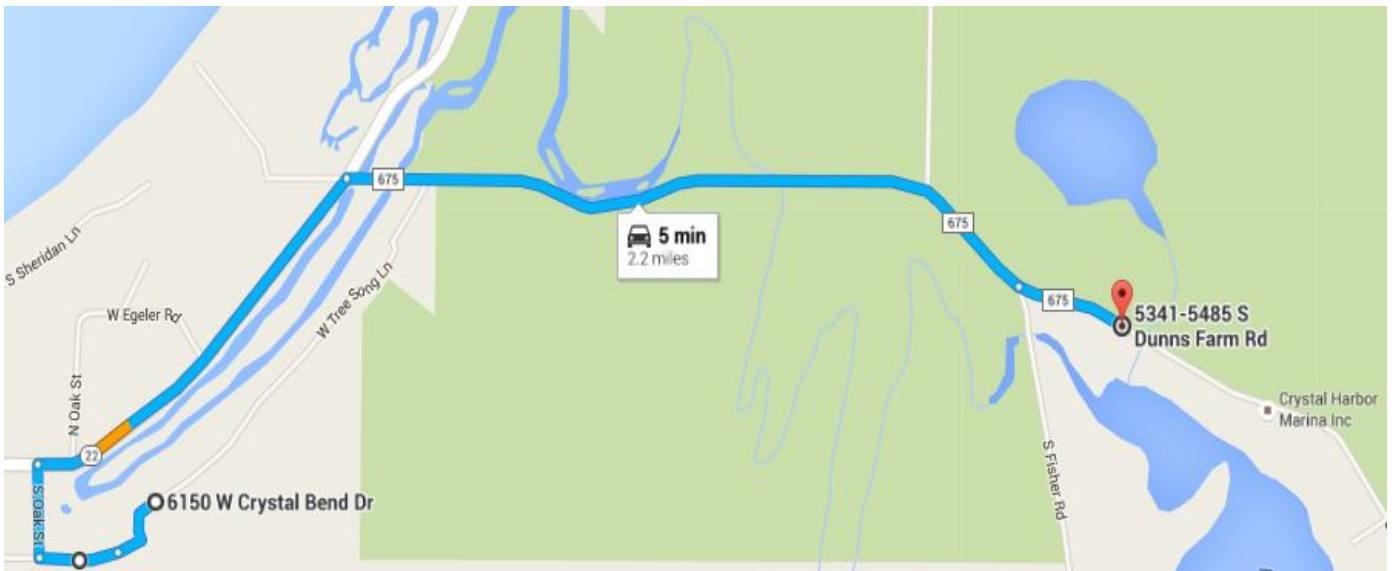 675
5 min
2.2 miles
675
675
5341-5485 S
Dunns Farm Rd
S Sheridan Ln
W Egeler Rd
W Tree Song Ln
N Oak St
22
S Oak St
6150 W Crystal Bend Dr
S Fisher Rd
Crystal Harbor
Marina Inc